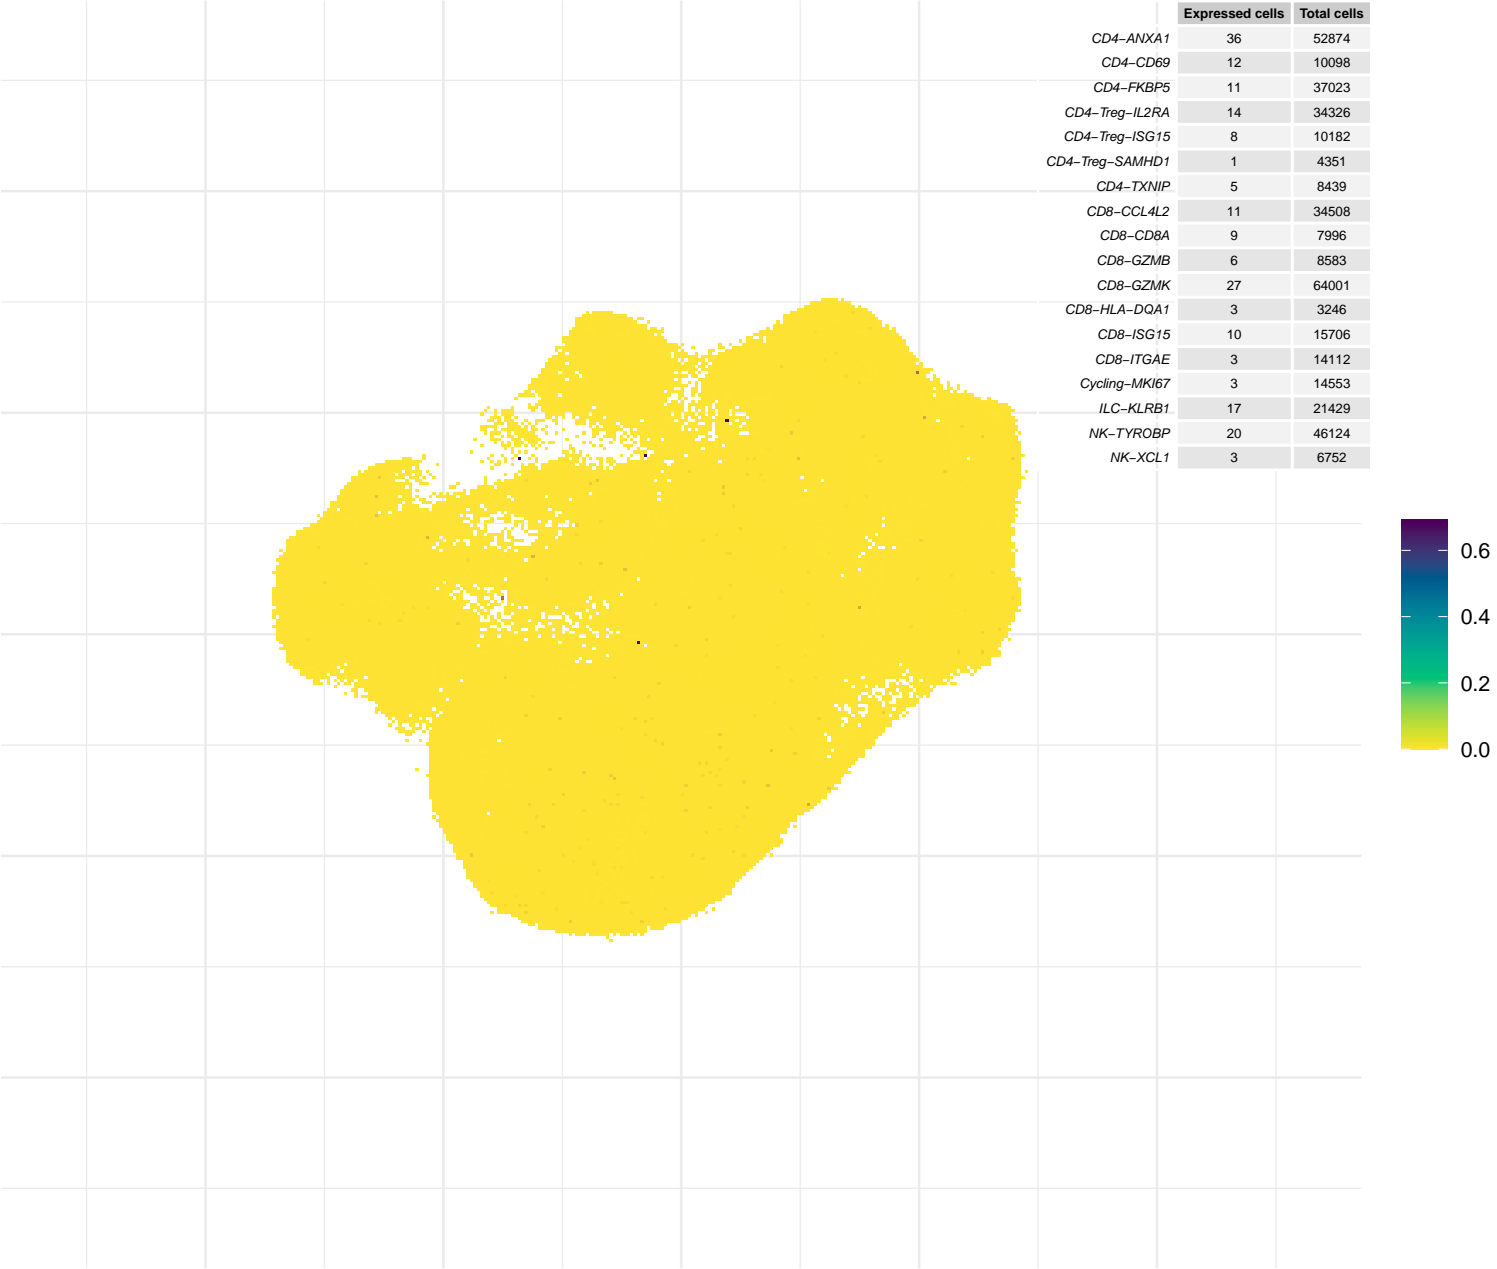 Expressed cells Total cells
CD4−ANXA1 36 52874
CD4−CD69 12 10098
CD4−FKBP5 11 37023
CD4−Treg−IL2RA 14 34326
CD4−Treg−ISG15 8 10182
CD4−Treg−SAMHD1 1 4351
CD4−TXNIP 5 8439
CD8−CCL4L2 11 34508
CD8−CD8A 9 7996
CD8−GZMB 6 8583
CD8−GZMK 27 64001
CD8−HLA−DQA1 3 3246
CD8−ISG15 10 15706
CD8−ITGAE 3 14112
Cycling−MKI67 3 14553
ILC−KLRB1 17 21429
NK−TYROBP 20 46124
NK−XCL1 3 6752
0.6
0.4
0.2
0.0